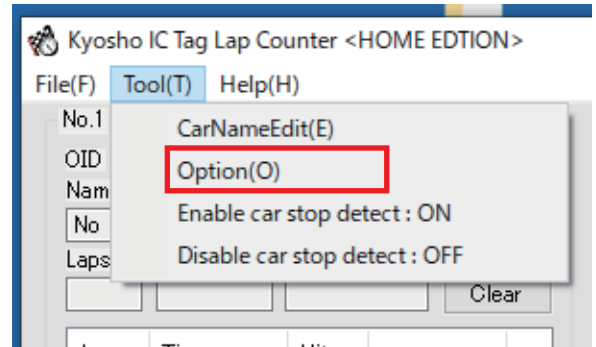 Kyosho IC Tag Lap Counter <HOME EDTION>
File(F) Tool(T) Help(H)
No.1
CarNameEdit(E)
OID
Option(O)
Nam
No
Enable car stop detect : ON
Laps
Disable car stop detect : OFF
Clear